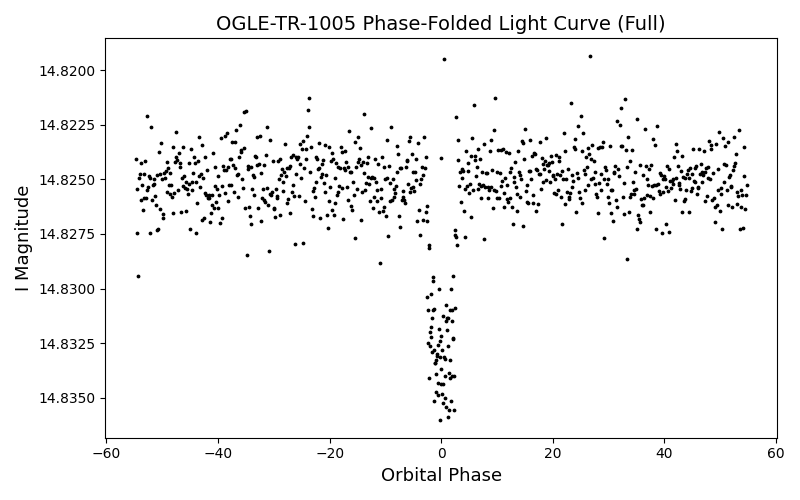 OGLE-TR-1005 Phase-Folded Light Curve (Full)
I Magnitude
14.8200
14.8225
14.8250
14.8275
14.8300
14.8325
14.8350
−60 −40 −20 0 20 40 60
Orbital Phase